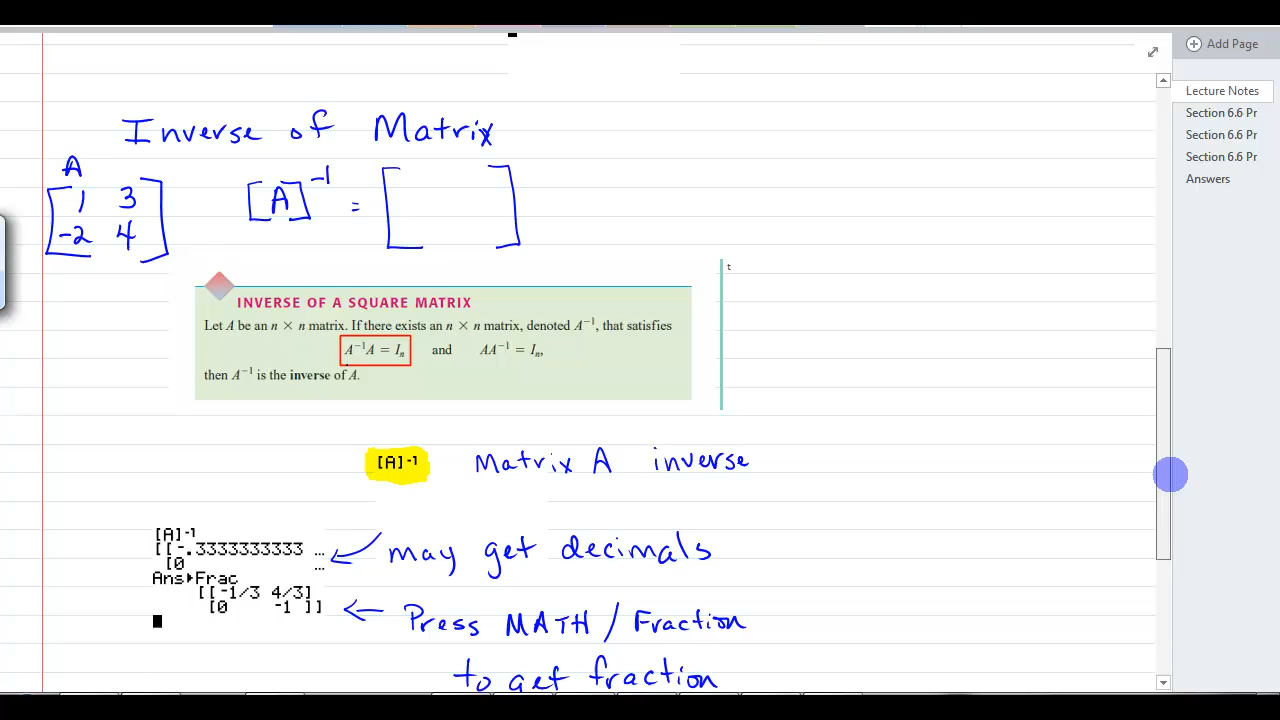 Add Page
Lecture Notes
Section 6.6 Pr
Section 6.6 Pr
Section 6.6 Pr
Answers
Inverse of Matrix
A
[1 3
-2 4]
[A]⁻¹ = [ ]
t
INVERSE OF A SQUARE MATRIX
Let A be an n × n matrix. If there exists an n × n matrix, denoted A⁻¹, that satisfies
A⁻¹A = Iₙ and AA⁻¹ = Iₙ,
then A⁻¹ is the inverse of A.
[A]⁻¹ Matrix A inverse
[A]⁻¹
[[-.3333333333 …
[0 …
may get decimals
Ans▸Frac
[[-1/3 4/3]
[0 -1 ]]
← Press MATH / Fraction
to get fraction